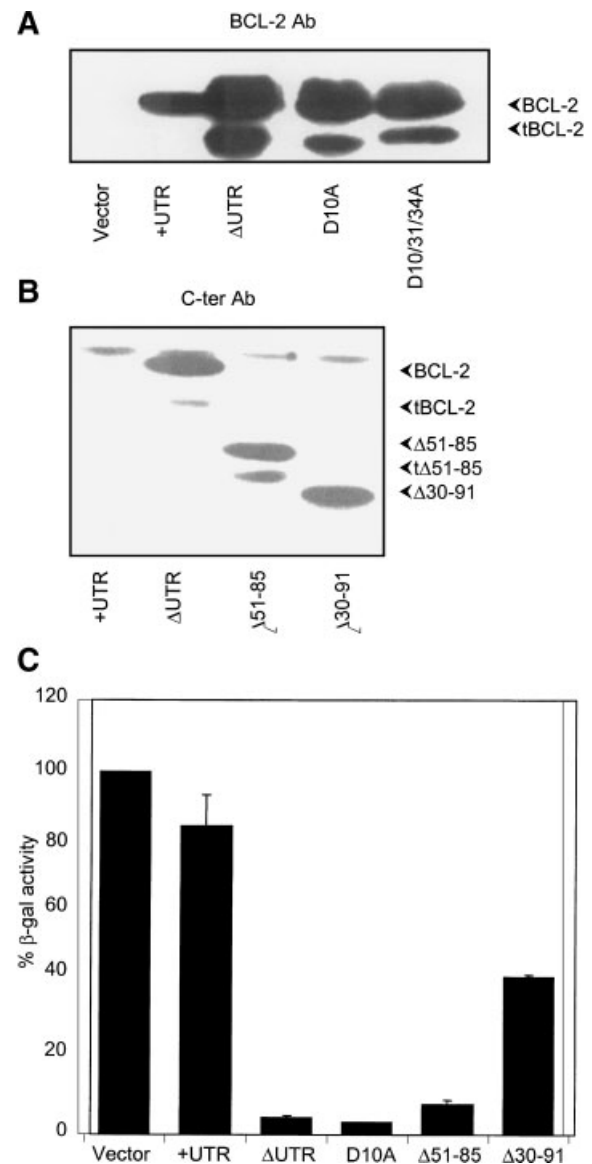 A
BCL-2 Ab
BCL-2
tBCL-2
Vector
+UTR
ΔUTR
D10A
D10/31/34A
B
C-ter Ab
BCL-2
tBCL-2
Δ51-85
tΔ51-85
Δ30-91
+UTR
ΔUTR
Δ51-85
Δ30-91
C
120
100
80
60
40
20
0
% β-gal activity
Vector +UTR ΔUTR D10A Δ51-85 Δ30-91